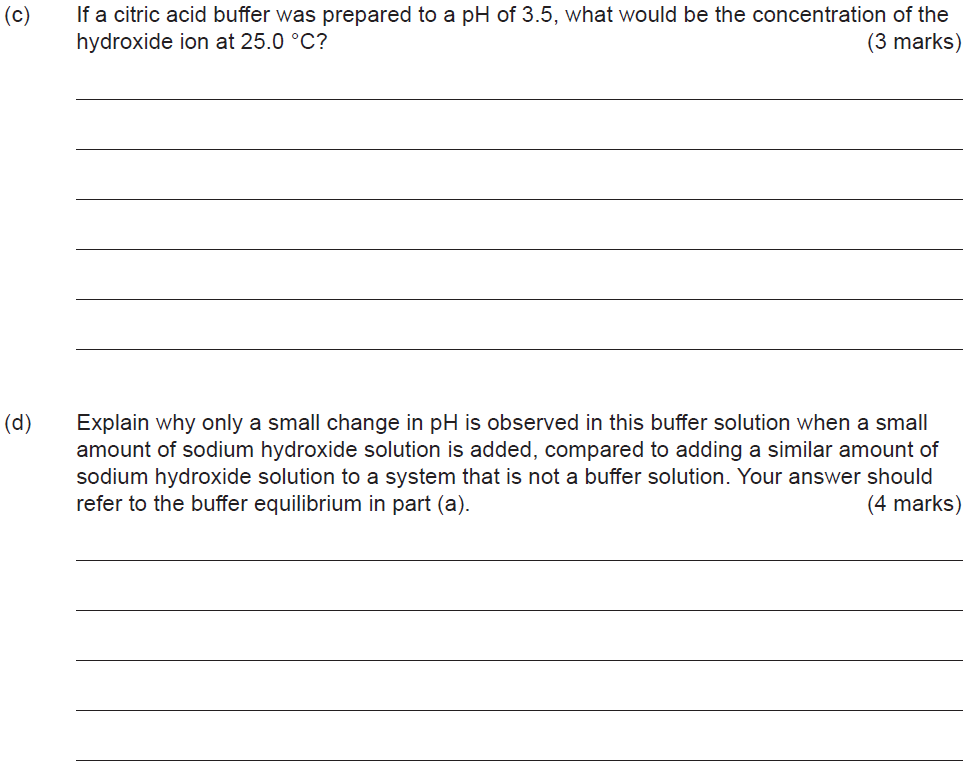 (c) If a citric acid buffer was prepared to a pH of 3.5, what would be the concentration of the
hydroxide ion at 25.0 °C? (3 marks)
(d) Explain why only a small change in pH is observed in this buffer solution when a small
amount of sodium hydroxide solution is added, compared to adding a similar amount of
sodium hydroxide solution to a system that is not a buffer solution. Your answer should
refer to the buffer equilibrium in part (a). (4 marks)